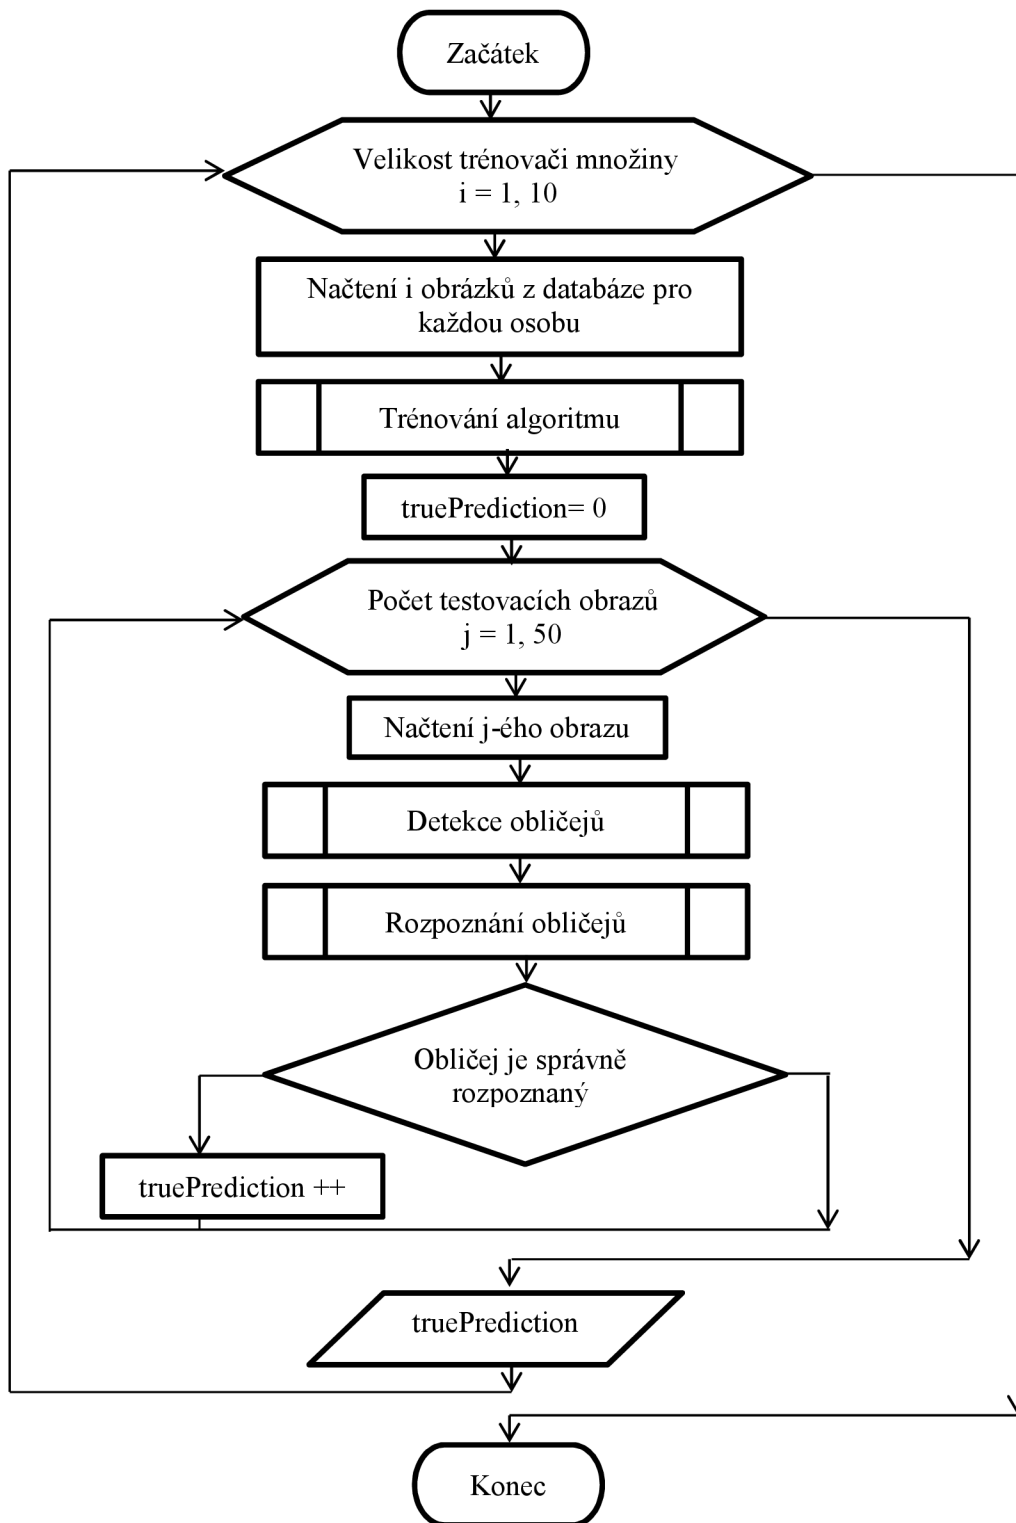 Začátek
Velikost trénovači množiny
i = 1, 10
Načtení i obrázků z databáze pro
každou osobu
Trénování algoritmu
truePrediction= 0
Počet testovacích obrazů
j = 1, 50
Načtení j-ého obrazu
Detekce obličejů
Rozpoznání obličejů
Obličej je správně
rozpoznaný
truePrediction ++
truePrediction
Konec